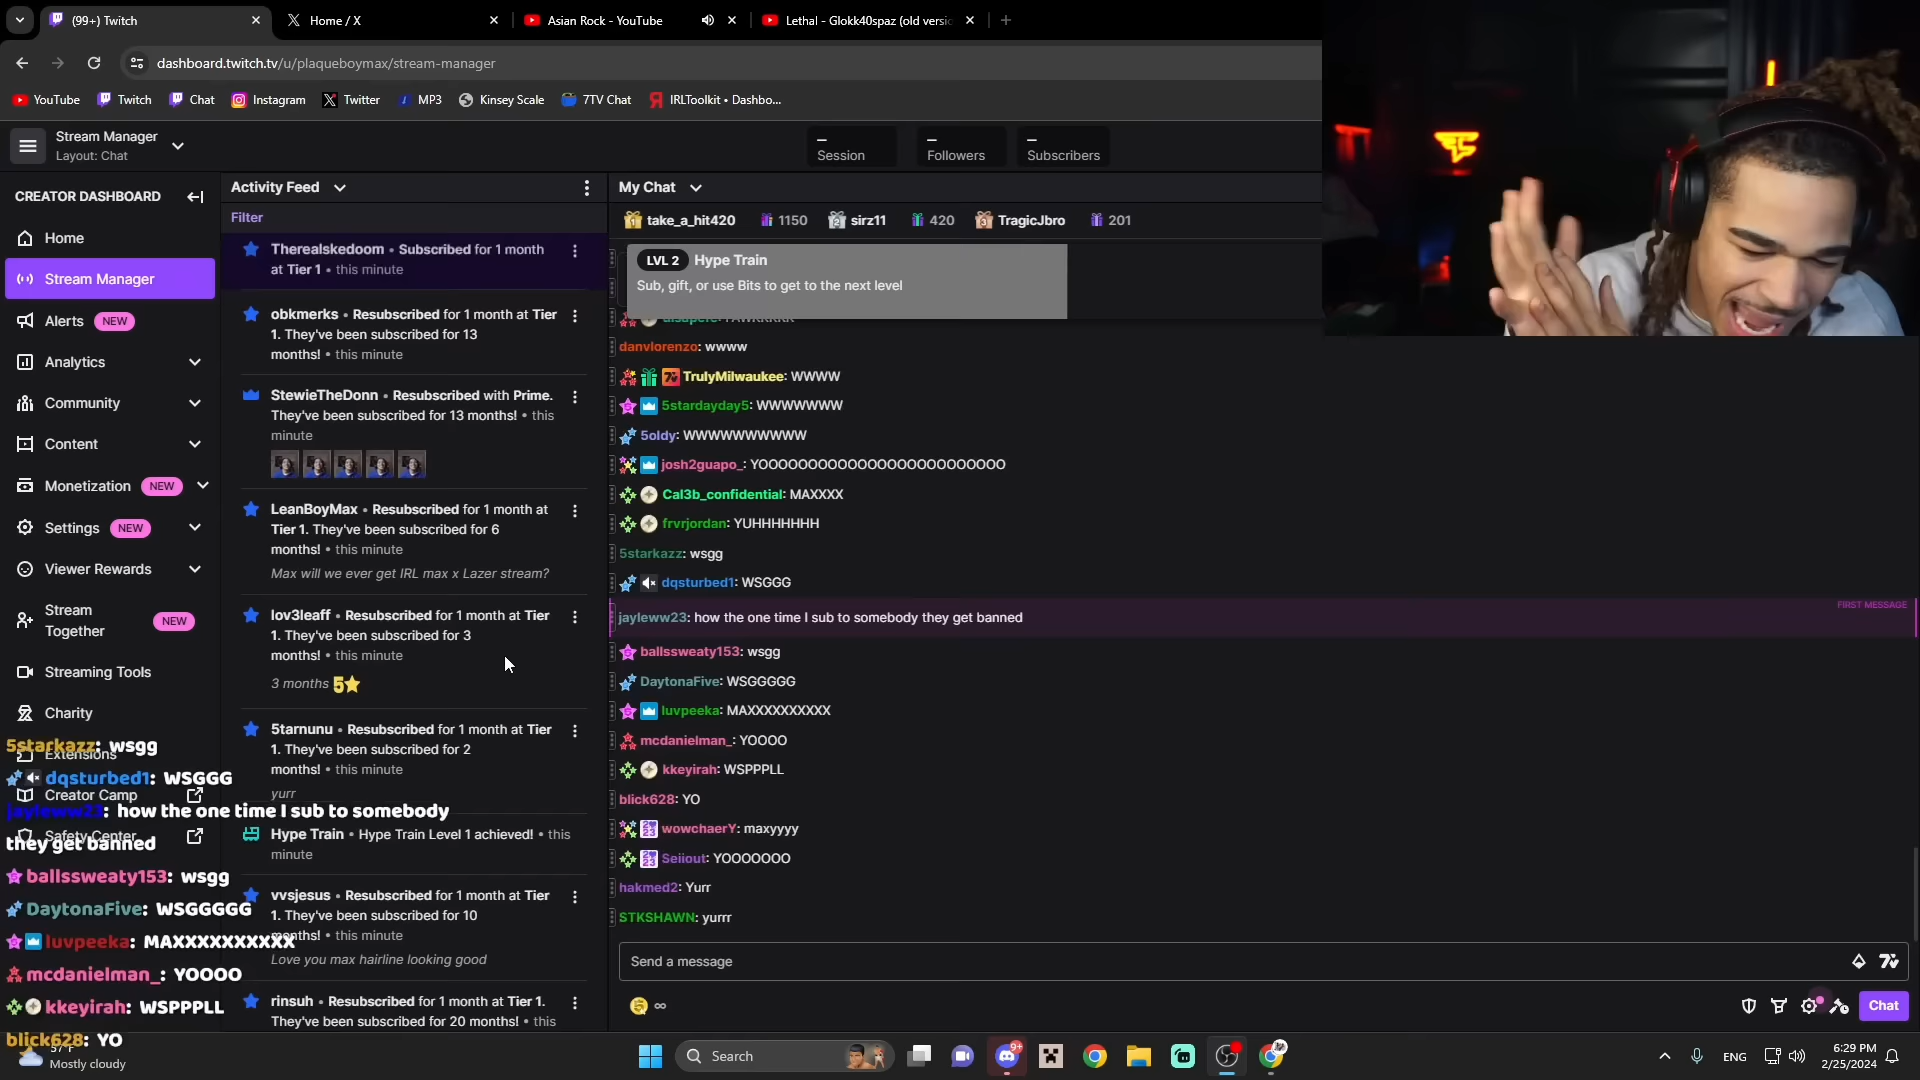 (99+) Twitch
Home / X
Asian Rock - YouTube
Lethal - Glokk40spaz (old versio
dashboard.twitch.tv/u/plaqueboymax/stream-manager
YouTube
Twitch
Chat
Instagram
Twitter
MP3
Kinsey Scale
7TV Chat
IRLToolkit • Dashbo...
Stream Manager
Layout: Chat
– Session
– Followers
– Subscribers
CREATOR DASHBOARD
Home
Stream Manager
Alerts NEW
Analytics
Community
Content
Monetization NEW
Settings NEW
Viewer Rewards
Stream
Together NEW
Streaming Tools
Charity
Extensions
Creator Camp
Safety Center
5starkazz: wsgg
dqsturbed1: WSGGG
jayleww23: how the one time I sub to somebody
they get banned
ballssweaty153: wsgg
DaytonaFive: WSGGGGG
luvpeeka: MAXXXXXXXXXX
mcdanielman_: YOOOO
kkeyirah: WSPPPLL
blick628: YO
Activity Feed
Filter
Therealskedoom • Subscribed for 1 month
at Tier 1 • this minute
obkmerks • Resubscribed for 1 month at Tier
1. They've been subscribed for 13
months! • this minute
StewieTheDonn • Resubscribed with Prime.
They've been subscribed for 13 months! • this
minute
LeanBoyMax • Resubscribed for 1 month at
Tier 1. They've been subscribed for 6
months! • this minute
Max will we ever get IRL max x Lazer stream?
lov3leaff • Resubscribed for 1 month at Tier
1. They've been subscribed for 3
months! • this minute
3 months 5
5tarnunu • Resubscribed for 1 month at Tier
1. They've been subscribed for 2
months! • this minute
yurr
Hype Train • Hype Train Level 1 achieved! • this
minute
vvsjesus • Resubscribed for 1 month at Tier
1. They've been subscribed for 10
months! • this minute
Love you max hairline looking good
rinsuh • Resubscribed for 1 month at Tier 1.
They've been subscribed for 20 months! • this
My Chat
take_a_hit420 1150 sirz11 420 TragicJbro 201
LVL 2 Hype Train
Sub, gift, or use Bits to get to the next level
danvlorenzo: wwww
TrulyMilwaukee: WWWW
5stardayday5: WWWWWWW
5oldy: WWWWWWWWWW
josh2guapo_: YOOOOOOOOOOOOOOOOOOOOOOOO
Cal3b_confidential: MAXXXX
frvrjordan: YUHHHHHHH
5starkazz: wsgg
dqsturbed1: WSGGG
FIRST MESSAGE
jayleww23: how the one time I sub to somebody they get banned
ballssweaty153: wsgg
DaytonaFive: WSGGGGG
luvpeeka: MAXXXXXXXXXX
mcdanielman_: YOOOO
kkeyirah: WSPPPLL
blick628: YO
wowchaerY: maxyyyy
Seiiout: YOOOOOOO
hakmed2: Yurr
STKSHAWN: yurrr
Send a message
∞
Chat
Mostly cloudy
Search
9+
ENG
6:29 PM
2/25/2024